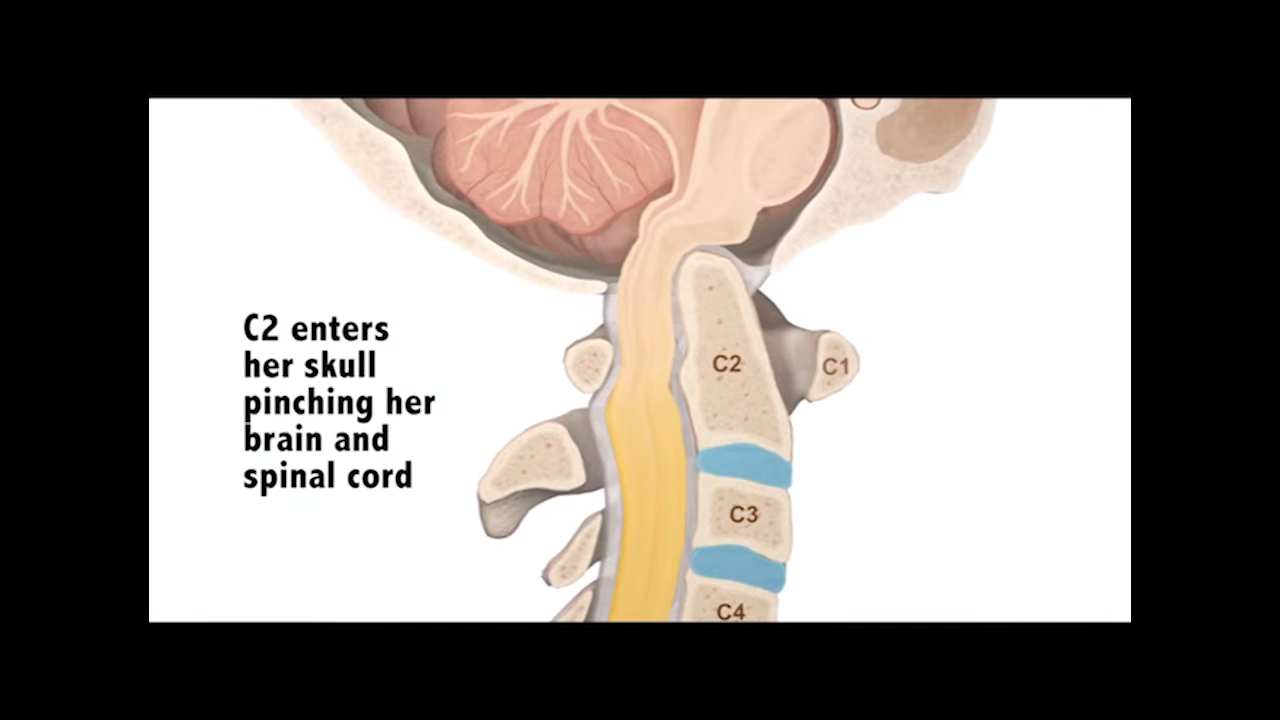 C2 enters
her skull
pinching her
brain and
spinal cord
C2
C1
C3
C4